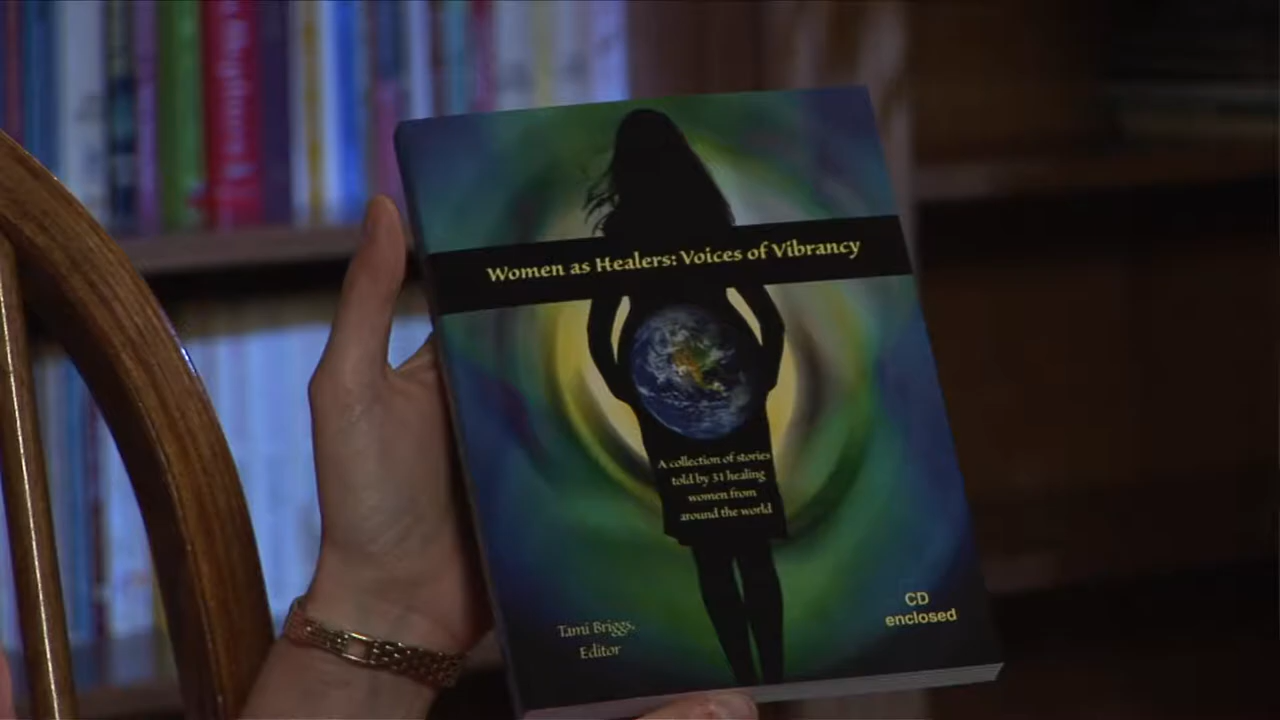 Women as Healers: Voices of Vibrancy
A collection of stories
told by 31 healing
women from
around the world
Tami Briggs,
Editor
CD
enclosed